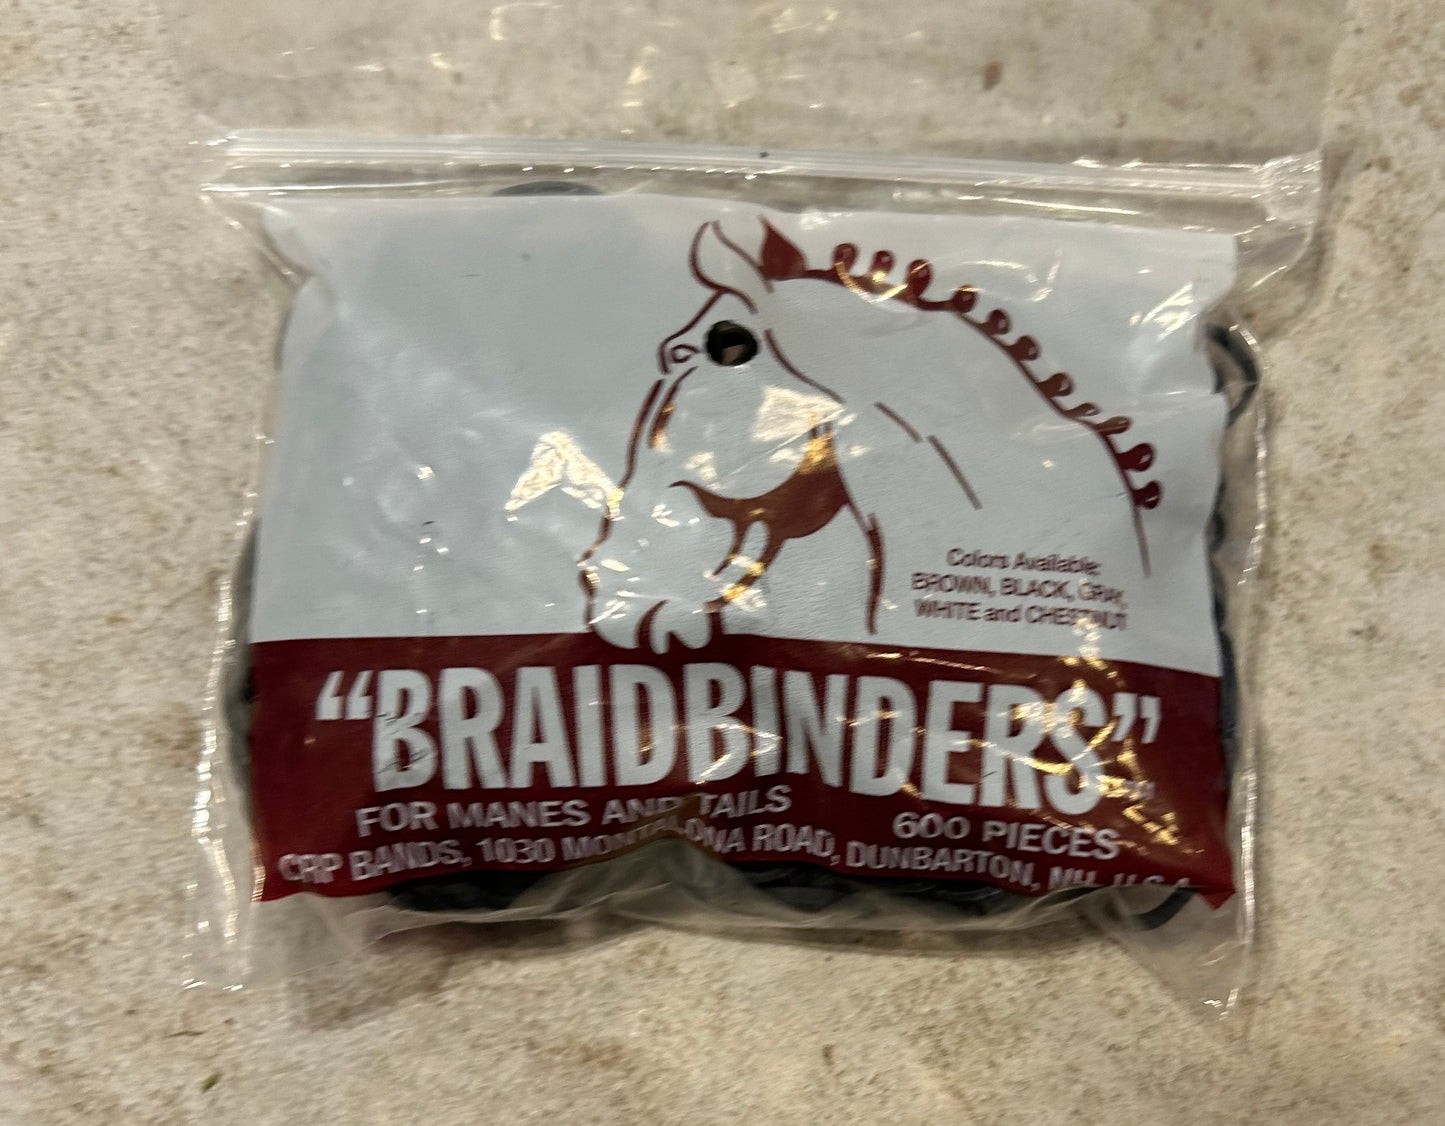 Colors Available:
BROWN, BLACK, GRAY,
WHITE and CHESTNUT
“BRAIDBINDERS”
FOR MANES AND TAILS
600 PIECES
CRP BANDS, 1030 MONTALONA ROAD, DUNBARTON, NH, U.S.A.